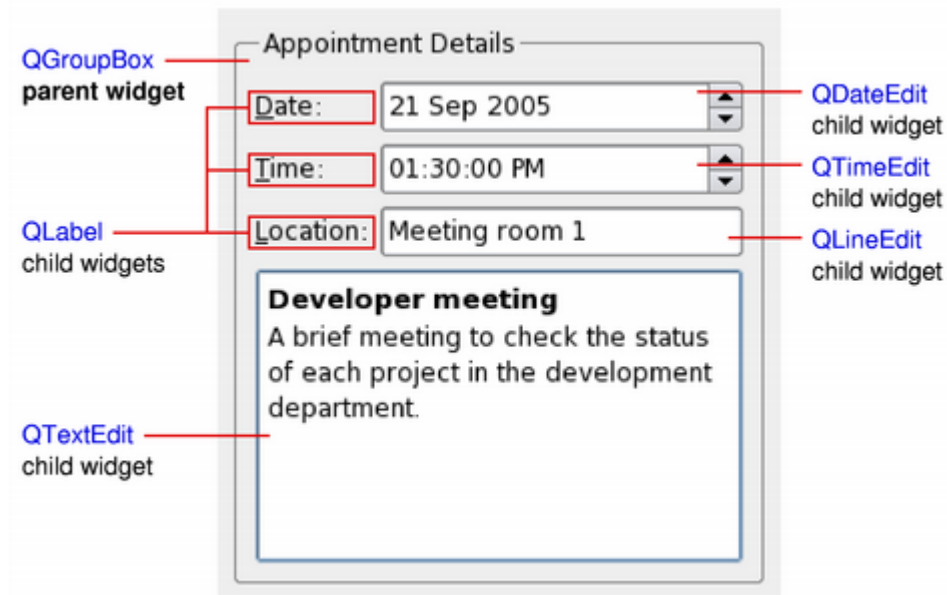 Appointment Details
QGroupBox
parent widget
Date:
21 Sep 2005
QDateEdit
child widget
Time:
01:30:00 PM
QTimeEdit
child widget
QLabel
child widgets
Location:
Meeting room 1
QLineEdit
child widget
Developer meeting
A brief meeting to check the status
of each project in the development
department.
QTextEdit
child widget